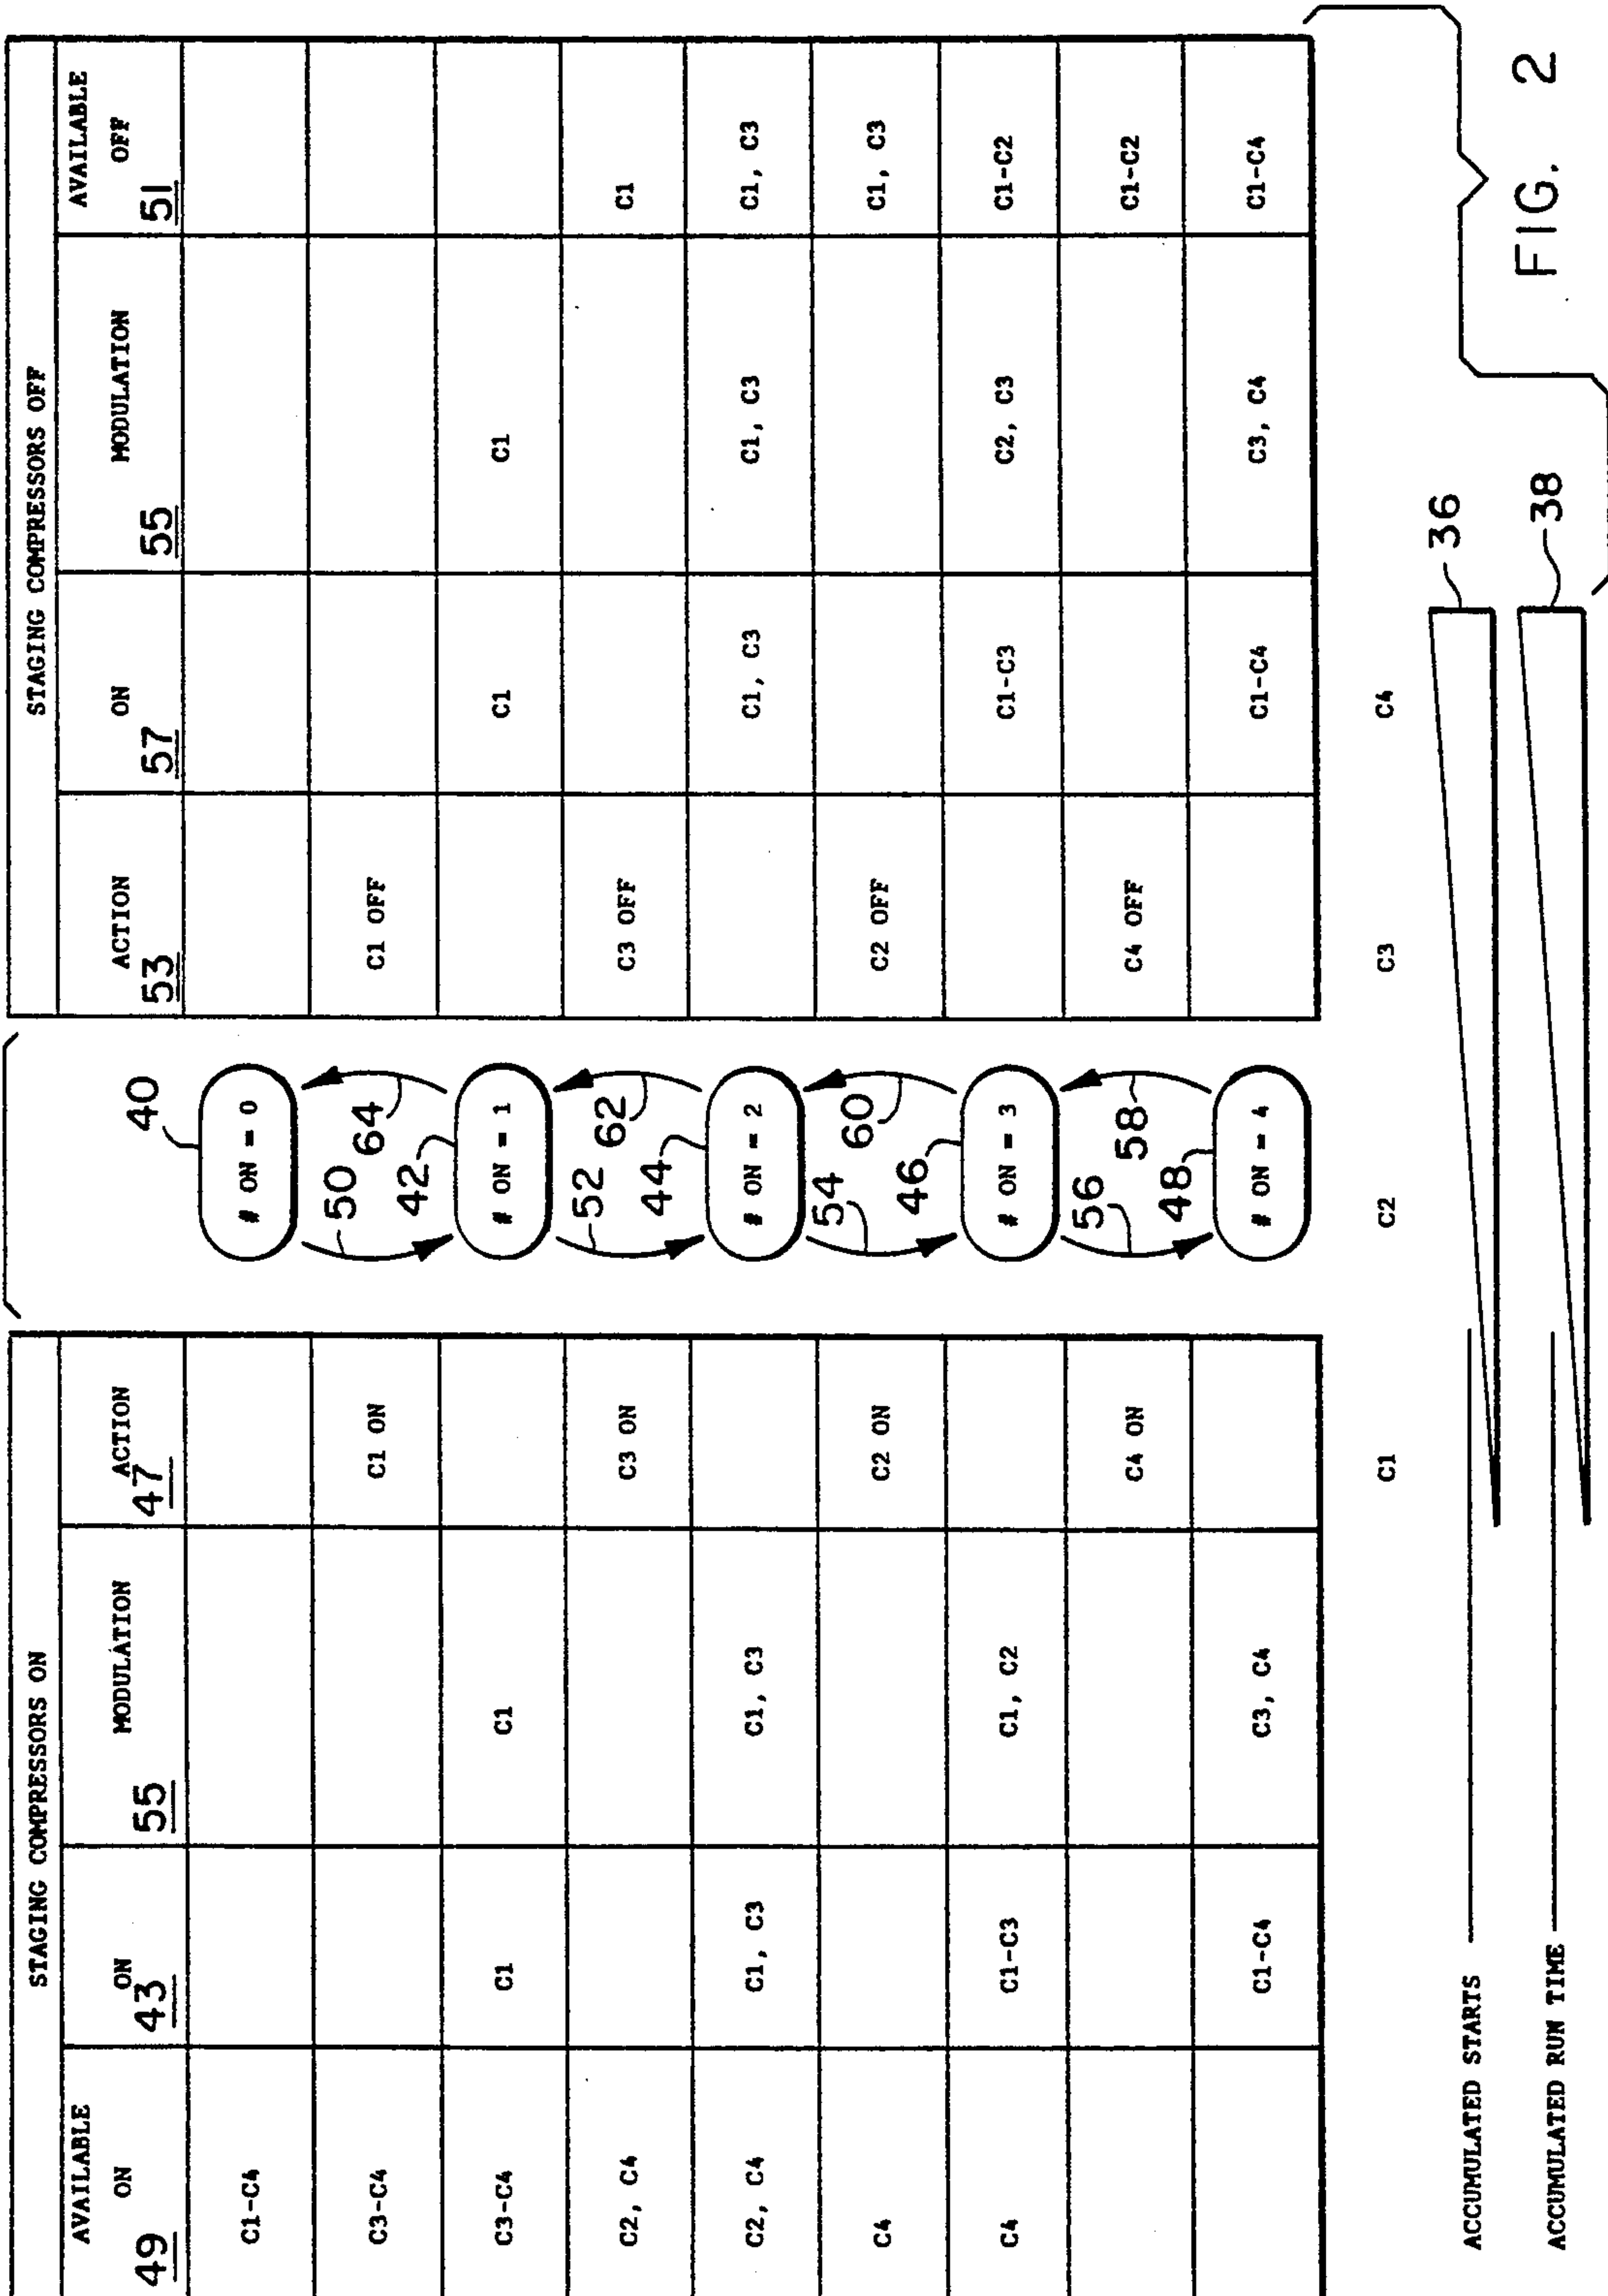 STAGING COMPRESSORS ON
AVAILABLE ON 49
ON 43
MODULATION 55
ACTION 47
C1-C4
C3-C4
C1 ON
C3-C4
C1
C1
C2, C4
C3 ON
C2, C4
C1, C3
C1, C3
C4
C2 ON
C4
C1-C3
C1, C2
C4 ON
C1-C4
C3, C4
40
# ON = 0
50
64
42
# ON = 1
52
62
44
# ON = 2
54
60
46
# ON = 3
56
58
48
# ON = 4
STAGING COMPRESSORS OFF
ACTION 53
ON 57
MODULATION 55
AVAILABLE OFF 51
C1 OFF
C1
C1
C3 OFF
C1
C1, C3
C1, C3
C1, C3
C2 OFF
C1, C3
C1-C3
C2, C3
C1-C2
C4 OFF
C1-C2
C1-C4
C3, C4
C1-C4
C1
C2
C3
C4
ACCUMULATED STARTS
36
ACCUMULATED RUN TIME
38
FIG. 2